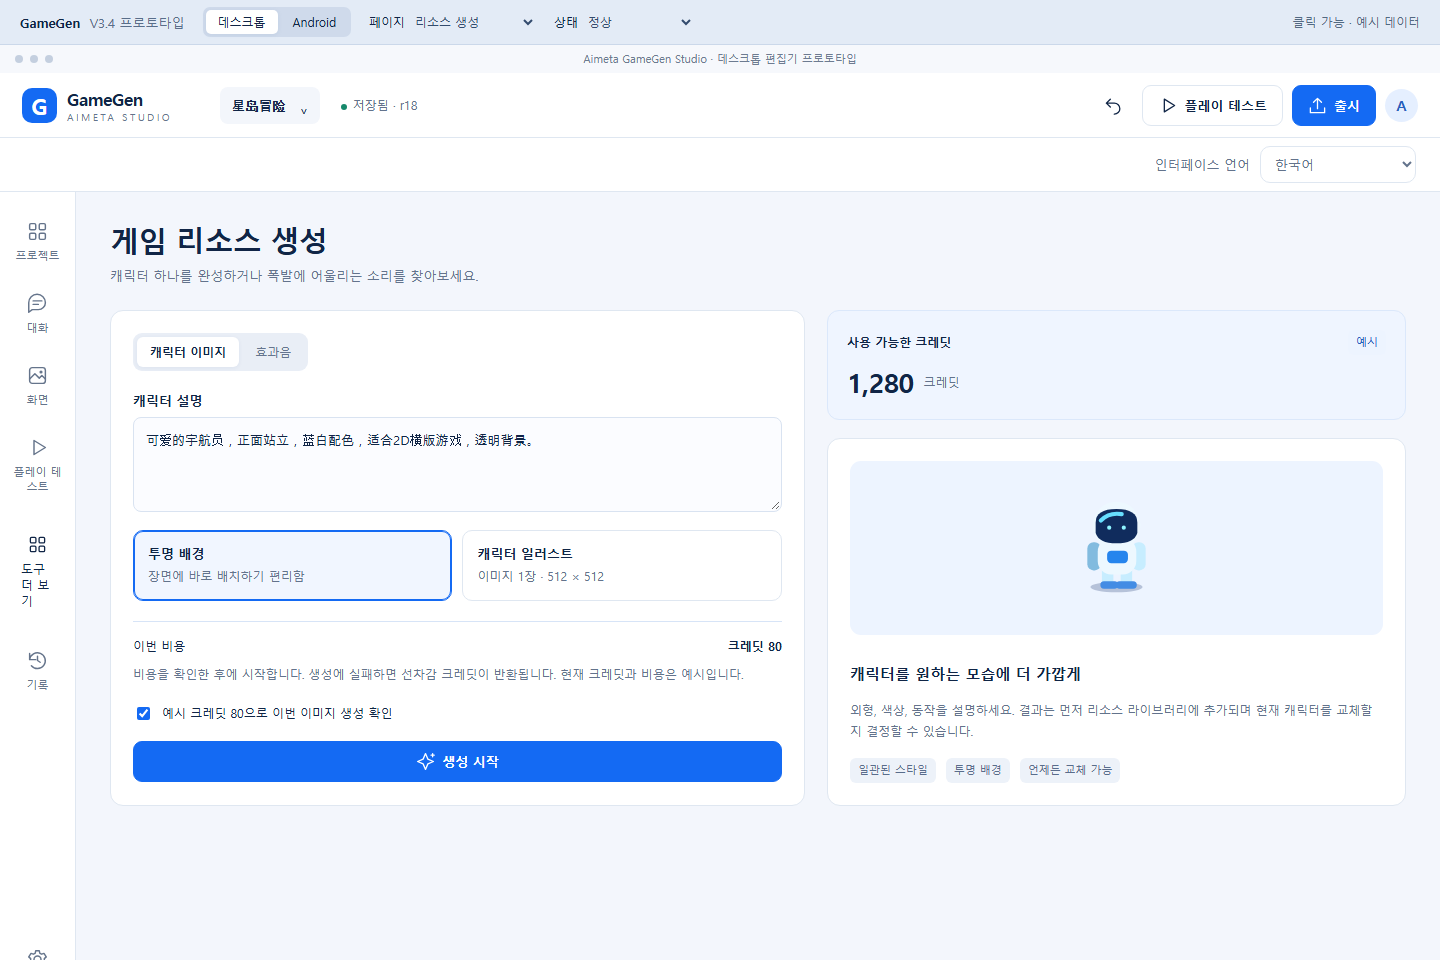 GameGen V3.4 프로토타입 데스크톱 Android 페이지 리소스 생성 상태 정상 클릭 가능 · 예시 데이터
Aimeta GameGen Studio · 데스크톱 편집기 프로토타입
G GameGen
AIMETA STUDIO
星岛冒险
저장됨 · r18
플레이 테스트
출시
A
인터페이스 언어 한국어
프로젝트
대화
화면
플레이 테
스트
도구
더 보
기
기록
게임 리소스 생성
캐릭터 하나를 완성하거나 폭발에 어울리는 소리를 찾아보세요.
캐릭터 이미지 효과음
캐릭터 설명
可爱的宇航员，正面站立，蓝白配色，适合2D横版游戏，透明背景。
투명 배경
장면에 바로 배치하기 편리함
캐릭터 일러스트
이미지 1장 · 512 × 512
이번 비용 크레딧 80
비용을 확인한 후에 시작합니다. 생성에 실패하면 선차감 크레딧이 반환됩니다. 현재 크레딧과 비용은 예시입니다.
예시 크레딧 80으로 이번 이미지 생성 확인
생성 시작
사용 가능한 크레딧 예시
1,280 크레딧
캐릭터를 원하는 모습에 더 가깝게
외형, 색상, 동작을 설명하세요. 결과는 먼저 리소스 라이브러리에 추가되며 현재 캐릭터를 교체할
지 결정할 수 있습니다.
일관된 스타일 투명 배경 언제든 교체 가능